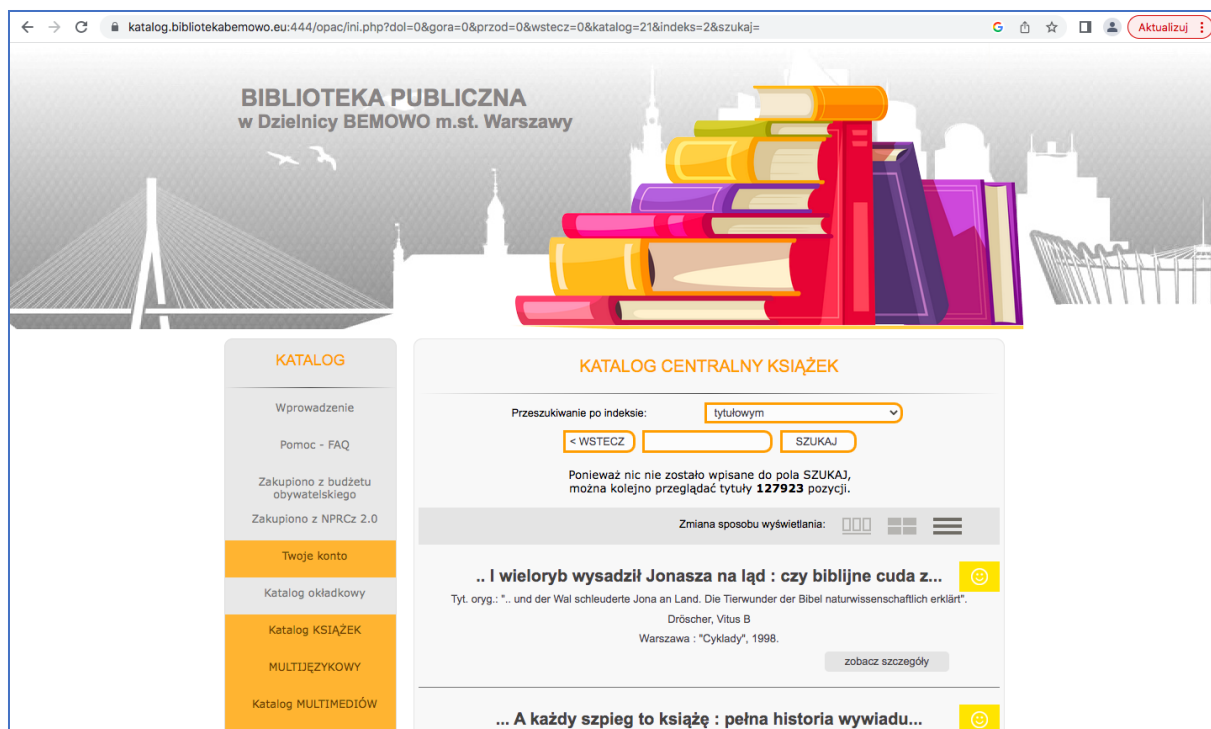 katalog.bibliotekabemowo.eu:444/opac/ini.php?dol=0&gora=0&przod=0&wstecz=0&katalog=21&indeks=2&szukaj=
Aktualizuj
BIBLIOTEKA PUBLICZNA
w Dzielnicy BEMOWO m.st. Warszawy
KATALOG
Wprowadzenie
Pomoc - FAQ
Zakupiono z budżetu
obywatelskiego
Zakupiono z NPRCz 2.0
Twoje konto
Katalog okładkowy
Katalog KSIĄŻEK
MULTIJĘZYKOWY
Katalog MULTIMEDIÓW
KATALOG CENTRALNY KSIĄŻEK
Przeszukiwanie po indeksie: tytułowym
< WSTECZ SZUKAJ
Ponieważ nic nie zostało wpisane do pola SZUKAJ,
można kolejno przeglądać tytuły 127923 pozycji.
Zmiana sposobu wyświetlania:
.. I wieloryb wysadził Jonasza na ląd : czy biblijne cuda z...
Tyt. oryg.: ".. und der Wal schleuderte Jona an Land. Die Tierwunder der Bibel naturwissenschaftlich erklärt".
Dröscher, Vitus B
Warszawa : "Cyklady", 1998.
zobacz szczegóły
... A każdy szpieg to książę : pełna historia wywiadu...